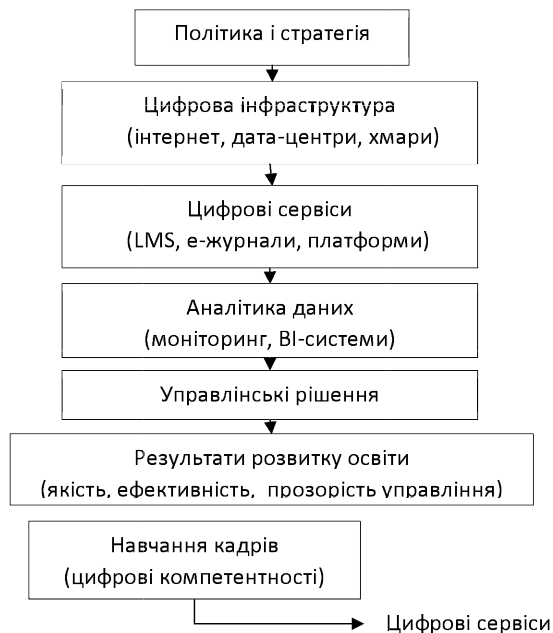 Політика і стратегія
Цифрова інфраструктура
(інтернет, дата-центри, хмари)
Цифрові сервіси
(LMS, е-журнали, платформи)
Аналітика даних
(моніторинг, BI-системи)
Управлінські рішення
Результати розвитку освіти
(якість, ефективність, прозорість управління)
Навчання кадрів
(цифрові компетентності)
Цифрові сервіси